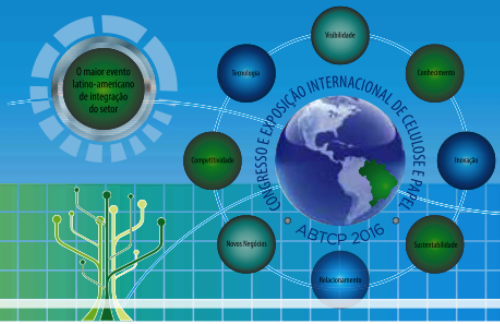 O maior evento
latino-americano
de integração
do setor
Visibilidade
Tecnologia
Conhecimento
CONGRESSO E EXPOSIÇÃO INTERNACIONAL DE CELULOSE E PAPEL
Competitividade
Inovação
ABTCP 2016
Novos Negócios
Sustentabilidade
Relacionamento